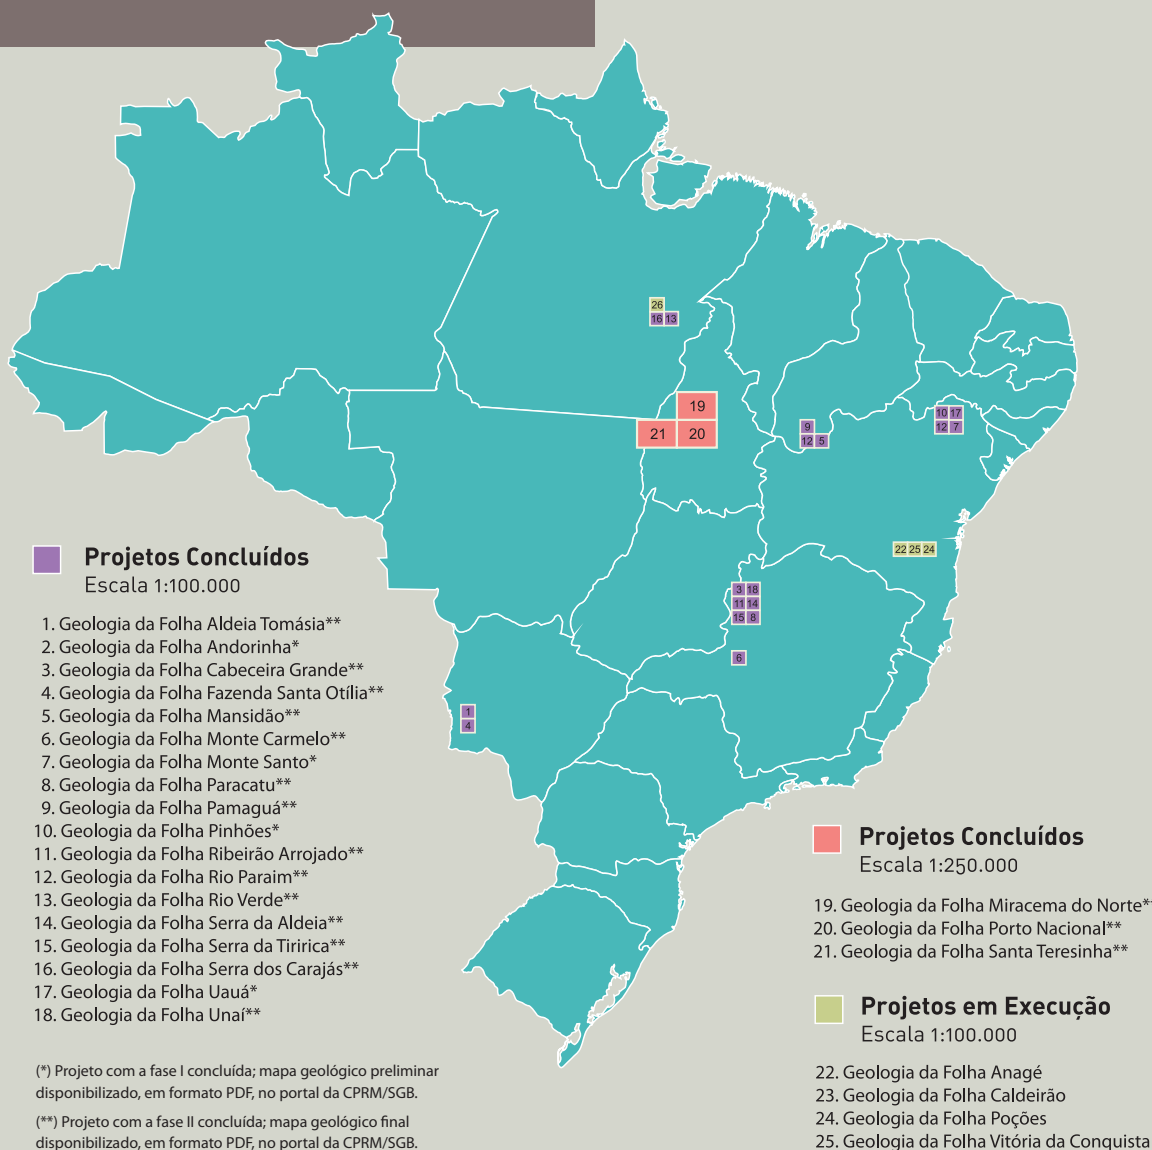 26
16 13
19
21 20
9
12 5
10 17
12 7
22 25 24
3 18
11 14
15 8
6
1
4
Projetos Concluídos
Escala 1:100.000
1. Geologia da Folha Aldeia Tomásia**
2. Geologia da Folha Andorinha*
3. Geologia da Folha Cabeceira Grande**
4. Geologia da Folha Fazenda Santa Otília**
5. Geologia da Folha Mansidão**
6. Geologia da Folha Monte Carmelo**
7. Geologia da Folha Monte Santo*
8. Geologia da Folha Paracatu**
9. Geologia da Folha Pamaguá**
10. Geologia da Folha Pinhões*
11. Geologia da Folha Ribeirão Arrojado**
12. Geologia da Folha Rio Paraim**
13. Geologia da Folha Rio Verde**
14. Geologia da Folha Serra da Aldeia**
15. Geologia da Folha Serra da Tiririca**
16. Geologia da Folha Serra dos Carajás**
17. Geologia da Folha Uauá*
18. Geologia da Folha Unaí**
(*) Projeto com a fase I concluída; mapa geológico preliminar
disponibilizado, em formato PDF, no portal da CPRM/SGB.
(**) Projeto com a fase II concluída; mapa geológico final
disponibilizado, em formato PDF, no portal da CPRM/SGB.
Projetos Concluídos
Escala 1:250.000
19. Geologia da Folha Miracema do Norte**
20. Geologia da Folha Porto Nacional**
21. Geologia da Folha Santa Teresinha**
Projetos em Execução
Escala 1:100.000
22. Geologia da Folha Anagé
23. Geologia da Folha Caldeirão
24. Geologia da Folha Poções
25. Geologia da Folha Vitória da Conquista